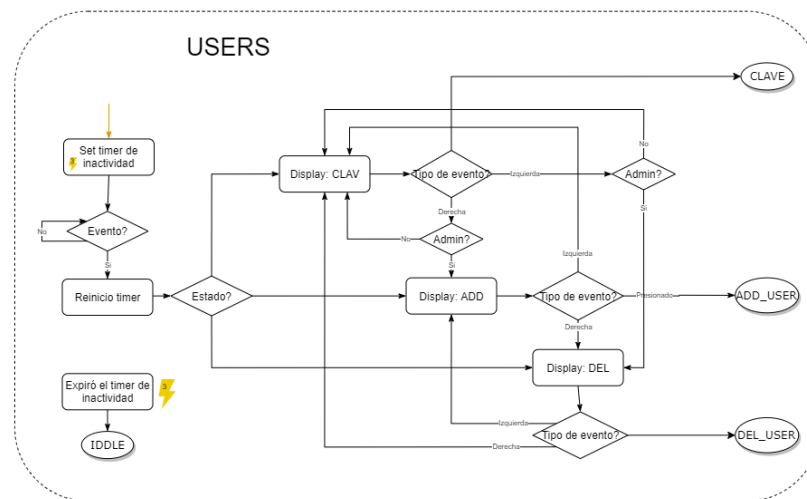 USERS
CLAVE
Set timer de
inactividad
3
No
Display: CLAV
Tipo de evento?
Izquierda
Admin?
Evento?
No
Derecha
Sí
No
Admin?
Sí
Izquierda
Sí
Reinicio timer
Estado?
Display: ADD
Tipo de evento?
Presionado
ADD_USER
Derecha
Display: DEL
Expiró el timer de
inactividad
3
IDDLE
Izquierda
Tipo de evento?
Derecha
DEL_USER